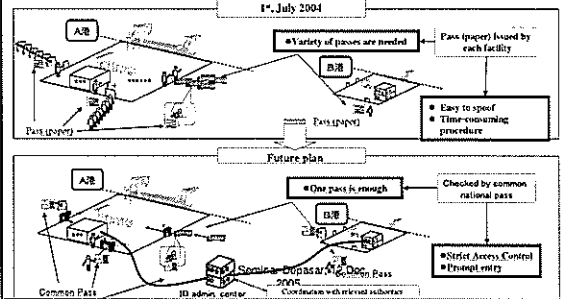 1st, July 2004
A港
●Variety of passes are needed
Pass (paper) Issued by
each facility
B港
Pass (paper)
Pass (paper)
● Easy to spoof
● Time-consuming
procedure
Future plan
A港
●One pass is enough
Checked by common
national pass
B港
●Strict Access Control
●Prompt entry
Common Pass
Common Pass
ID admin. center
Coordination with relevant authorities
2005